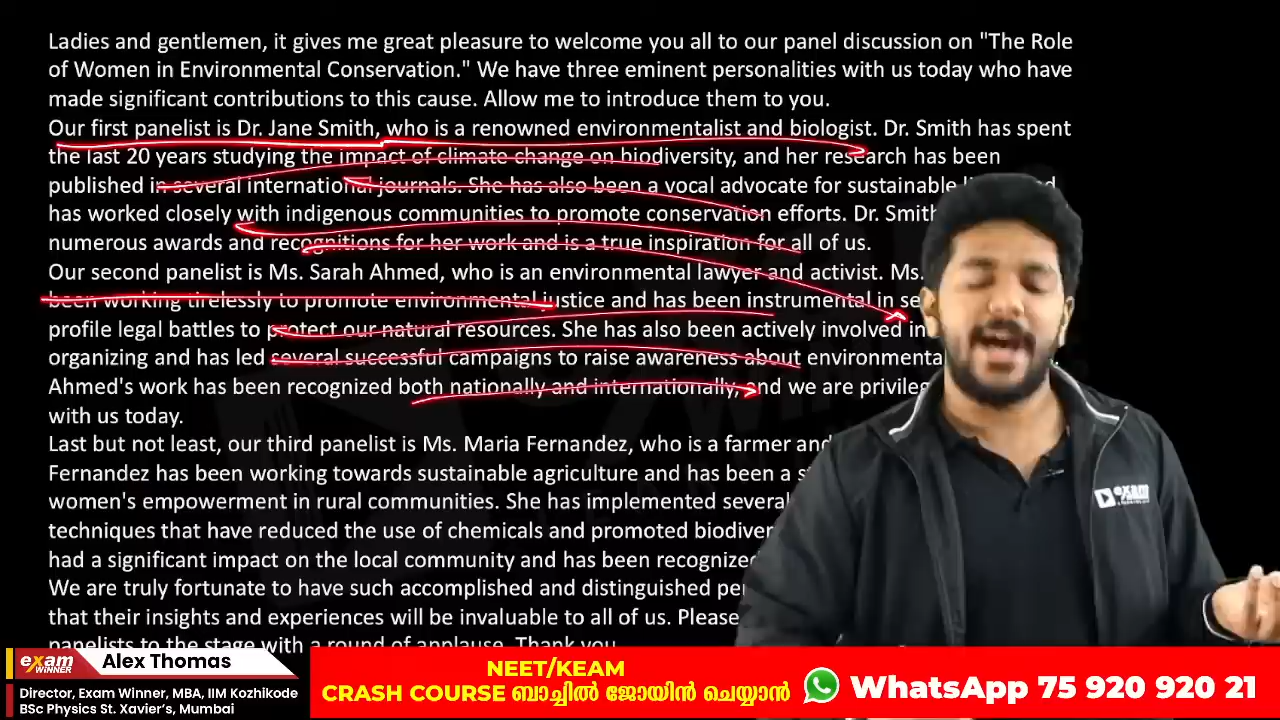 Ladies and gentlemen, it gives me great pleasure to welcome you all to our panel discussion on "The Role
of Women in Environmental Conservation." We have three eminent personalities with us today who have
made significant contributions to this cause. Allow me to introduce them to you.
Our first panelist is Dr. Jane Smith, who is a renowned environmentalist and biologist. Dr. Smith has spent
the last 20 years studying the impact of climate change on biodiversity, and her research has been
published in several international journals. She has also been a vocal advocate for sustainable
has worked closely with indigenous communities to promote conservation efforts. Dr. Smith
numerous awards and recognitions for her work and is a true inspiration for all of us.
Our second panelist is Ms. Sarah Ahmed, who is an environmental lawyer and activist. Ms.
been working tirelessly to promote environmental justice and has been instrumental in
profile legal battles to protect our natural resources. She has also been actively involved in
organizing and has led several successful campaigns to raise awareness about
Ahmed's work has been recognized both nationally and internationally, and we are
with us today.
Last but not least, our third panelist is Ms. Maria Fernandez, who is a farmer and
Fernandez has been working towards sustainable agriculture and has been a
women's empowerment in rural communities. She has implemented several
techniques that have reduced the use of chemicals and promoted
had a significant impact on the local community and has been recognized
We are truly fortunate to have such accomplished and distinguished
that their insights and experiences will be invaluable to all of us. Please
panelists to the stage with a round of applause. Thank you
exam WINNER
Alex Thomas
Director, Exam Winner, MBA, IIM Kozhikode
BSc Physics St. Xavier's, Mumbai
NEET/KEAM
CRASH COURSE ബാച്ചിൽ ജോയിൻ ചെയ്യാൻ
WhatsApp 75 920 920 21
exam